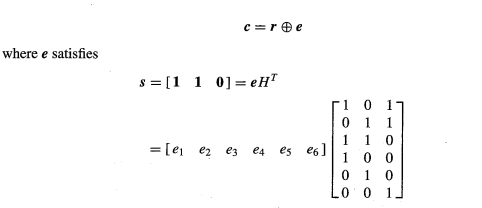 c = r ⊕ e
where e satisfies
s = [1 1 0] = eH^T
= [e₁ e₂ e₃ e₄ e₅ e₆] [1 0 1
0 1 1
1 1 0
1 0 0
0 1 0
0 0 1]